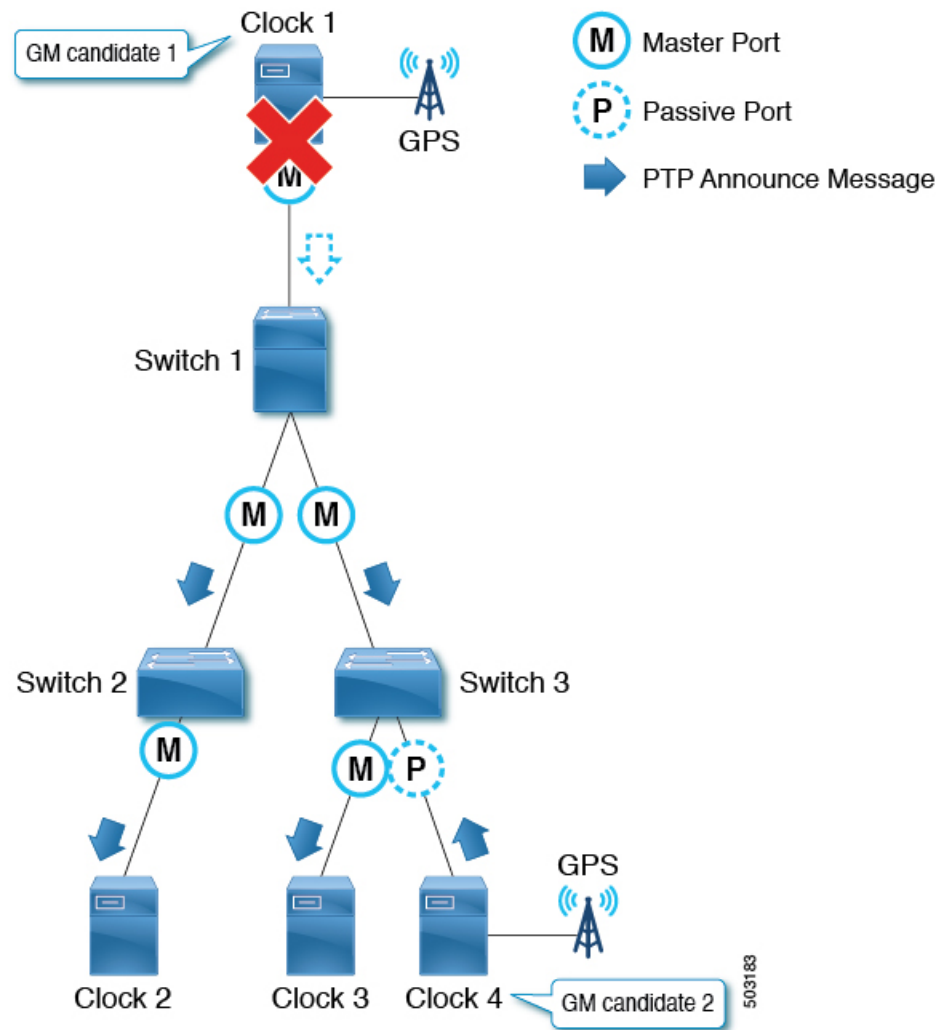 Clock 1
GM candidate 1
M
GPS
M Master Port
P Passive Port
PTP Announce Message
Switch 1
M
M
Switch 2
Switch 3
M
M
P
GPS
Clock 2
Clock 3
Clock 4
GM candidate 2
503183